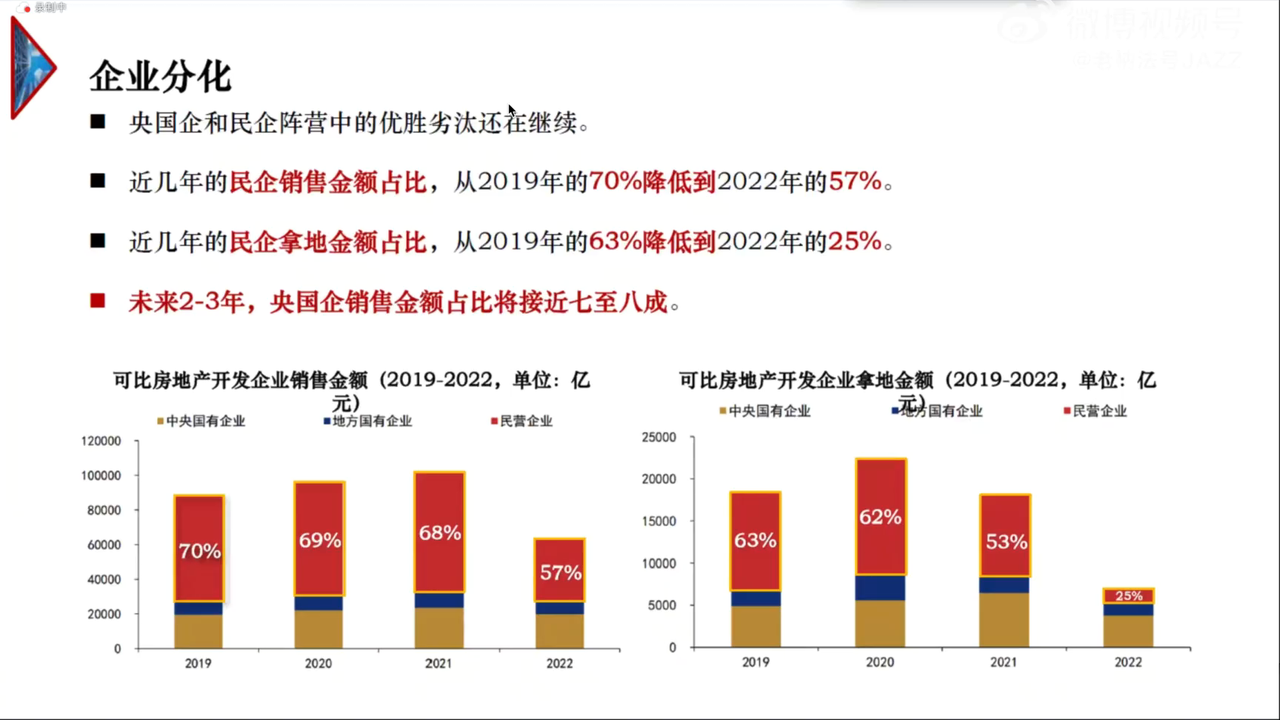 录制中
微博视频号
企业分化
■ 央国企和民企阵营中的优胜劣汰还在继续。
■ 近几年的民企销售金额占比，从2019年的70%降低到2022年的57%。
■ 近几年的民企拿地金额占比，从2019年的63%降低到2022年的25%。
■ 未来2-3年，央国企销售金额占比将接近七至八成。
可比房地产开发企业销售金额（2019-2022，单位：亿
元）
中央国有企业 地方国有企业 民营企业
120000
100000
80000
60000
40000
20000
0
70% 69% 68% 57%
2019 2020 2021 2022
可比房地产开发企业拿地金额（2019-2022，单位：亿
元）
中央国有企业 地方国有企业 民营企业
25000
20000
15000
10000
5000
0
63% 62% 53% 25%
2019 2020 2021 2022